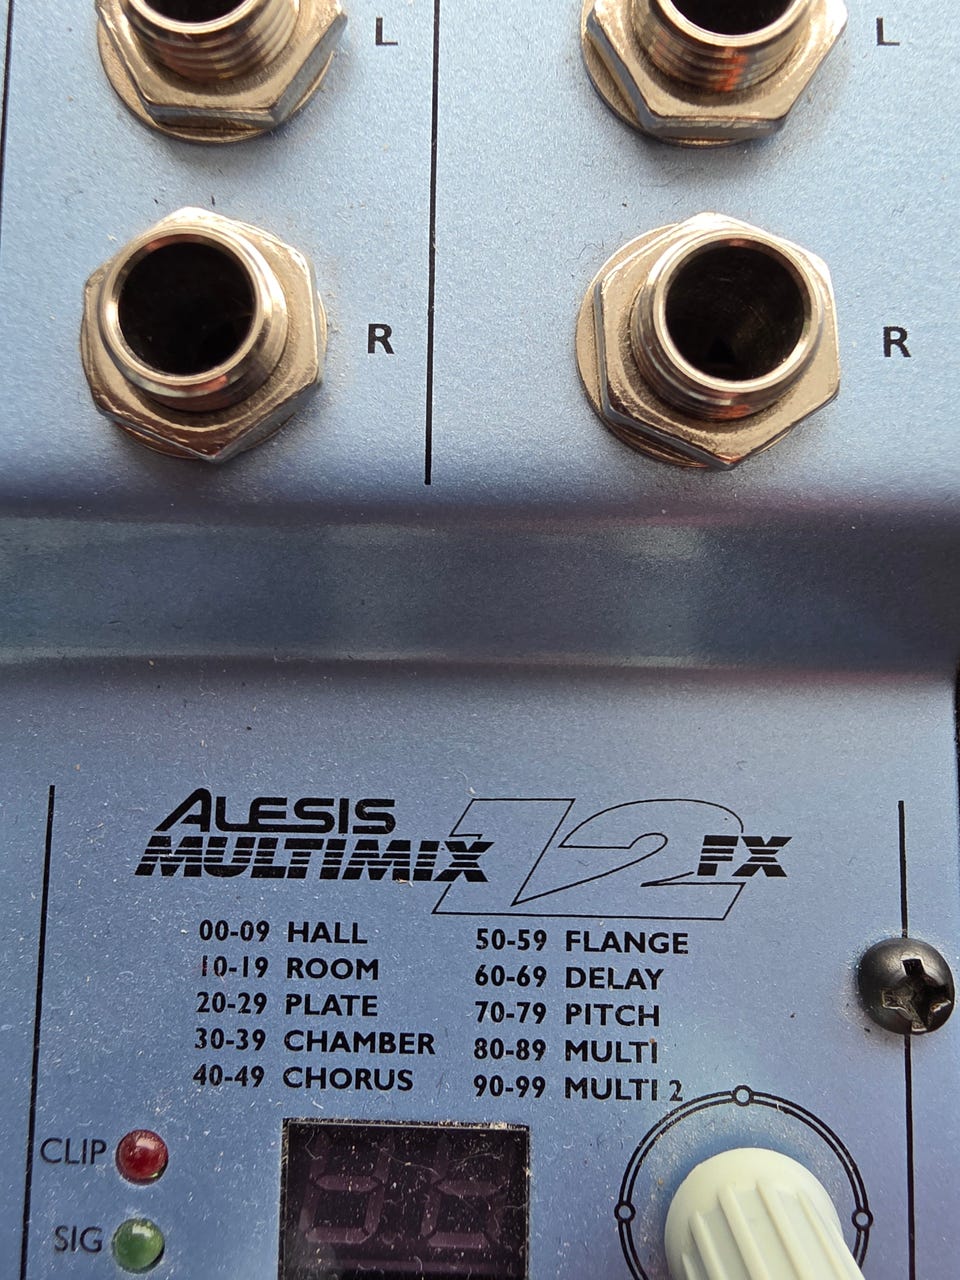 L L
R R
ALESIS
MULTIMIX 12 FX
00-09 HALL
10-19 ROOM
20-29 PLATE
30-39 CHAMBER
40-49 CHORUS
50-59 FLANGE
60-69 DELAY
70-79 PITCH
80-89 MULTI
90-99 MULTI 2
CLIP
SIG